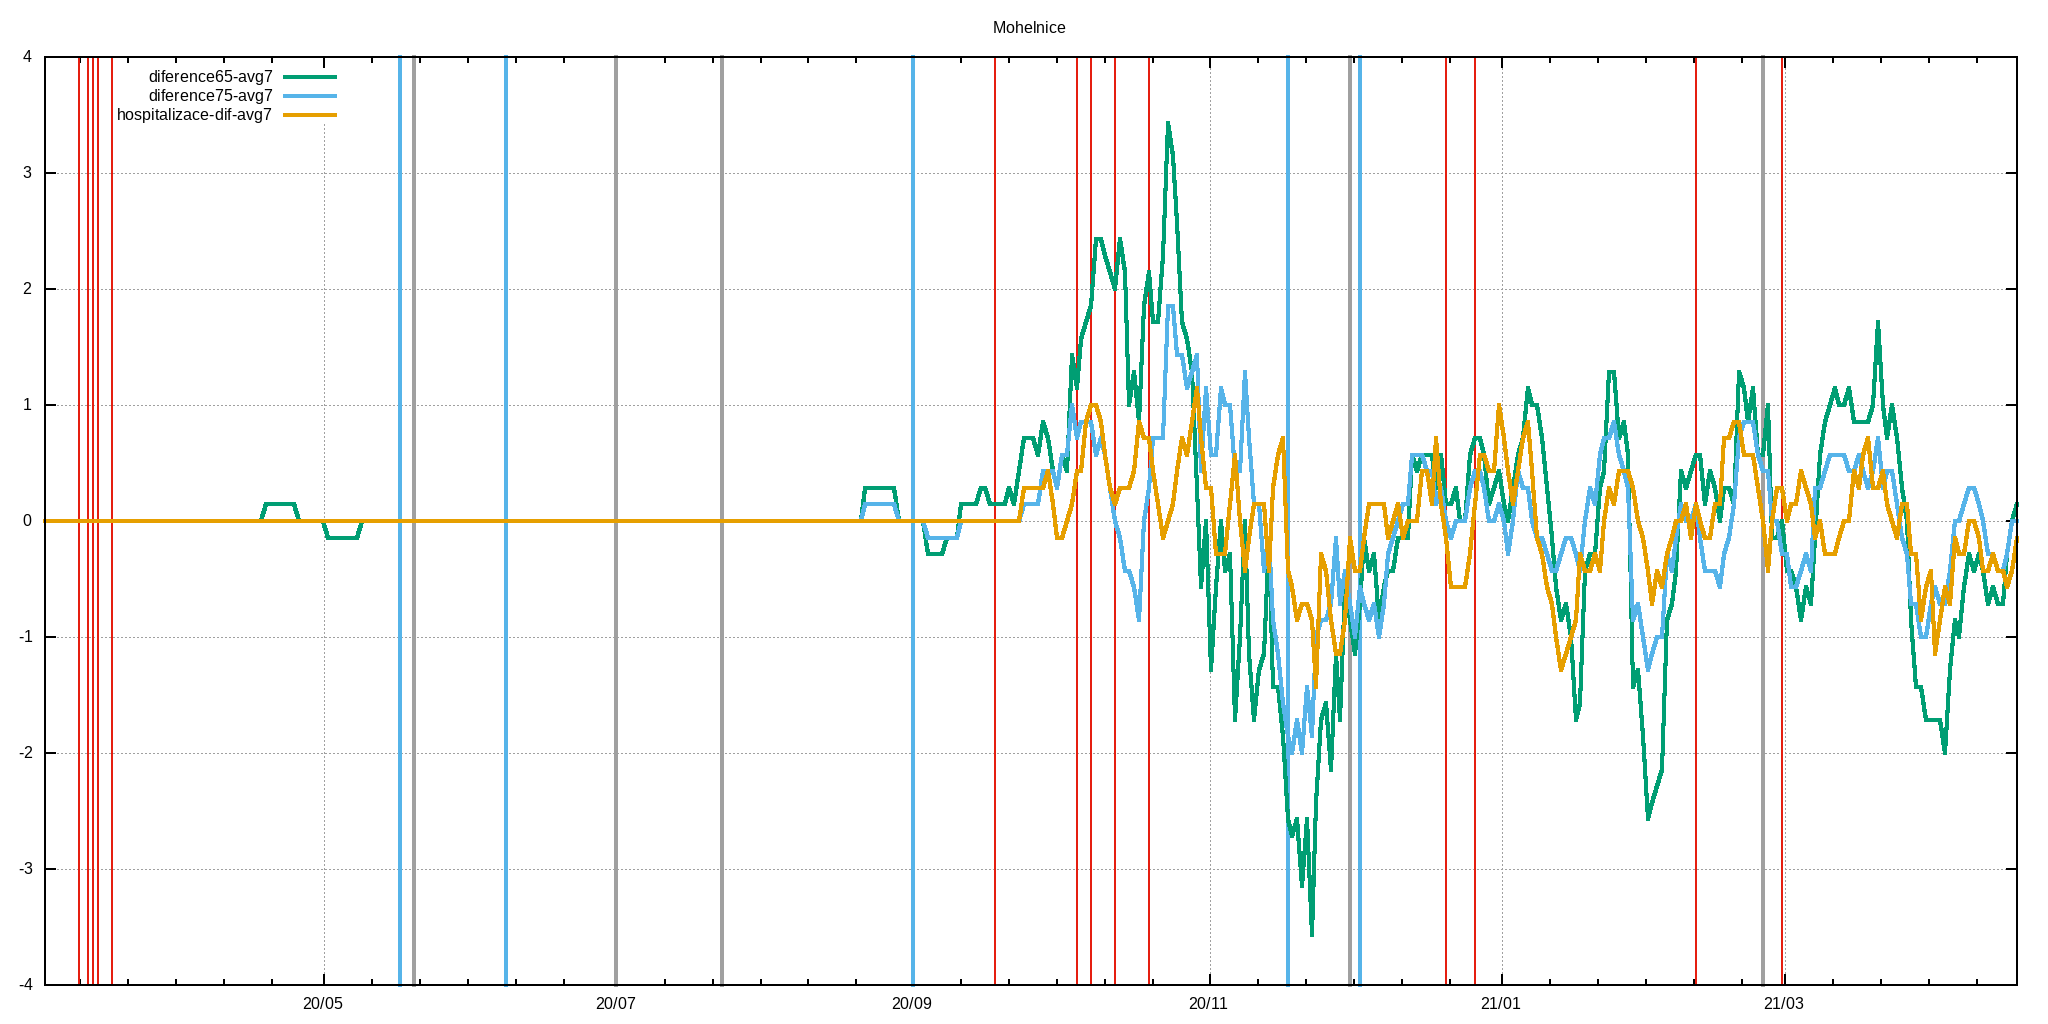 Mohelnice
diference65-avg7
diference75-avg7
hospitalizace-dif-avg7
4
3
2
1
0
-1
-2
-3
-4
20/05 20/07 20/09 20/11 21/01 21/03